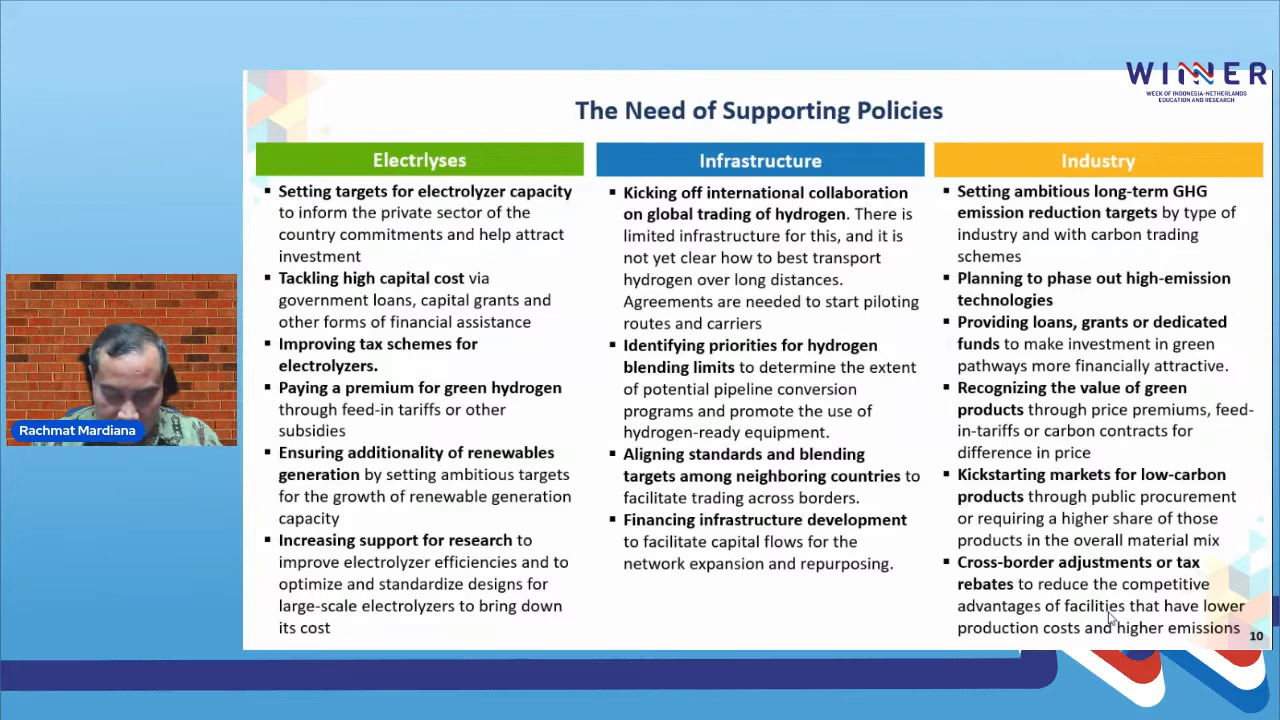 WINNER
WEEK OF INDONESIA-NETHERLANDS
EDUCATION AND RESEARCH
The Need of Supporting Policies
Electrlyses
▪ Setting targets for electrolyzer capacity
to inform the private sector of the
country commitments and help attract
investment
▪ Tackling high capital cost via
government loans, capital grants and
other forms of financial assistance
▪ Improving tax schemes for
electrolyzers.
▪ Paying a premium for green hydrogen
through feed-in tariffs or other
subsidies
▪ Ensuring additionality of renewables
generation by setting ambitious targets
for the growth of renewable generation
capacity
▪ Increasing support for research to
improve electrolyzer efficiencies and to
optimize and standardize designs for
large-scale electrolyzers to bring down
its cost
Infrastructure
▪ Kicking off international collaboration
on global trading of hydrogen. There is
limited infrastructure for this, and it is
not yet clear how to best transport
hydrogen over long distances.
Agreements are needed to start piloting
routes and carriers
▪ Identifying priorities for hydrogen
blending limits to determine the extent
of potential pipeline conversion
programs and promote the use of
hydrogen-ready equipment.
▪ Aligning standards and blending
targets among neighboring countries to
facilitate trading across borders.
▪ Financing infrastructure development
to facilitate capital flows for the
network expansion and repurposing.
Industry
▪ Setting ambitious long-term GHG
emission reduction targets by type of
industry and with carbon trading
schemes
▪ Planning to phase out high-emission
technologies
▪ Providing loans, grants or dedicated
funds to make investment in green
pathways more financially attractive.
▪ Recognizing the value of green
products through price premiums, feed-
in-tariffs or carbon contracts for
difference in price
▪ Kickstarting markets for low-carbon
products through public procurement
or requiring a higher share of those
products in the overall material mix
▪ Cross-border adjustments or tax
rebates to reduce the competitive
advantages of facilities that have lower
production costs and higher emissions
10
Rachmat Mardiana